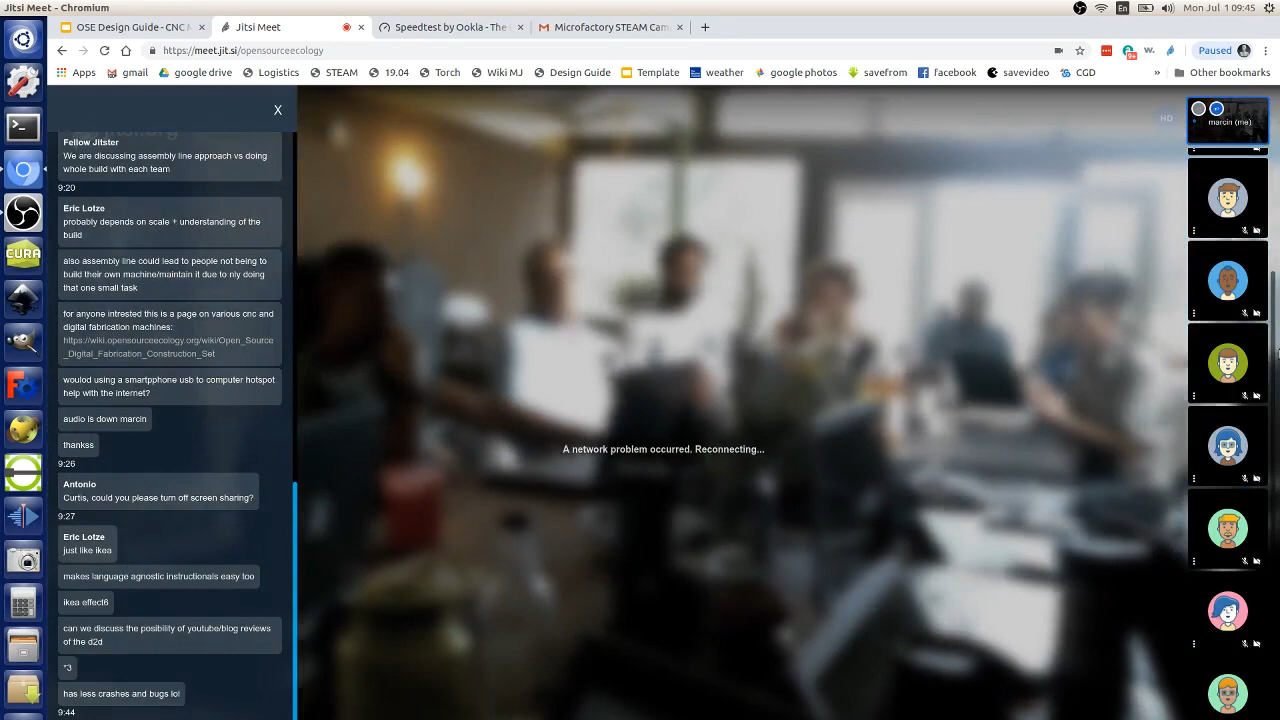 Jitsi Meet - Chromium
En
Mon Jul 1 09:45
OSE Design Guide - CNC M
Jitsi Meet
Speedtest by Ookla - The
Microfactory STEAM Cam
https://meet.jit.si/opensourceecology
9+
W.
Paused
Apps
gmail
google drive
Logistics
STEAM
19.04
Torch
Wiki MJ
Design Guide
Template
weather
google photos
savefrom
facebook
savevideo
CGD
»
Other bookmarks
X
Fellow Jitster
We are discussing assembly line approach vs doing
whole build with each team
9:20
Eric Lotze
probably depends on scale + understanding of the
build
also assembly line could lead to people not being to
build their own machine/maintain it due to nly doing
that one small task
for anyone intrested this is a page on various cnc and
digital fabrication machines:
https://wiki.opensourceecology.org/wiki/Open_Source
_Digital_Fabrication_Construction_Set
woulod using a smartpphone usb to computer hotspot
help with the internet?
audio is down marcin
thankss
9:26
Antonio
Curtis, could you please turn off screen sharing?
9:27
Eric Lotze
just like ikea
makes language agnostic instructionals easy too
ikea effect6
can we discuss the posibility of youtube/blog reviews
of the d2d
*3
has less crashes and bugs lol
9:44
A network problem occurred. Reconnecting...
HD
marcin (me)
CURA